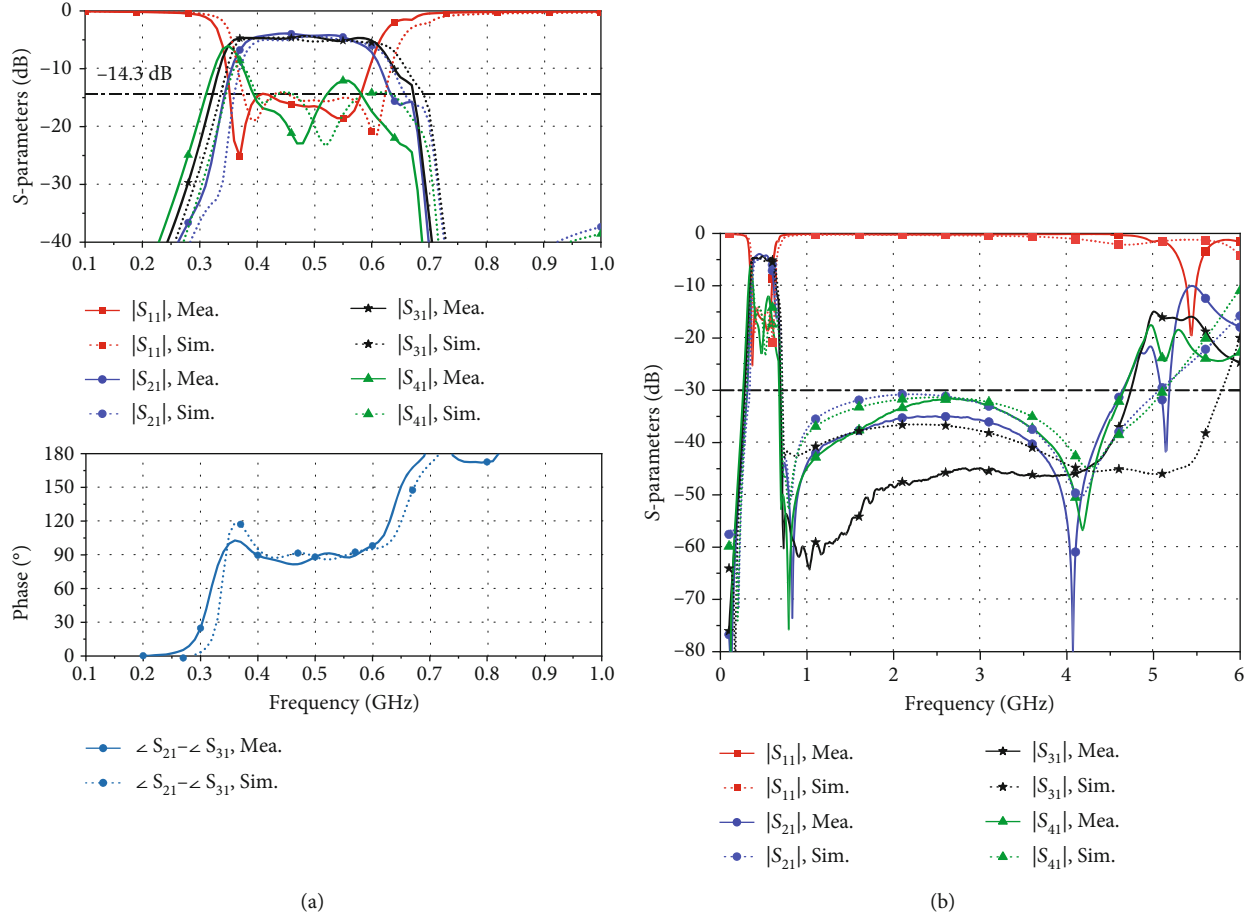 0
−10
−20
−30
−40
S-parameters (dB)
−14.3 dB
0.1 0.2 0.3 0.4 0.5 0.6 0.7 0.8 0.9 1.0
|S11|, Mea.
|S11|, Sim.
|S21|, Mea.
|S21|, Sim.
|S31|, Mea.
|S31|, Sim.
|S41|, Mea.
|S41|, Sim.
180
150
120
90
60
30
0
Phase (°)
0.1 0.2 0.3 0.4 0.5 0.6 0.7 0.8 0.9 1.0
Frequency (GHz)
∠ S21−∠ S31, Mea.
∠ S21−∠ S31, Sim.
(a)
0
−10
−20
−30
−40
−50
−60
−70
−80
S-parameters (dB)
0 1 2 3 4 5 6
Frequency (GHz)
|S11|, Mea.
|S11|, Sim.
|S21|, Mea.
|S21|, Sim.
|S31|, Mea.
|S31|, Sim.
|S41|, Mea.
|S41|, Sim.
(b)